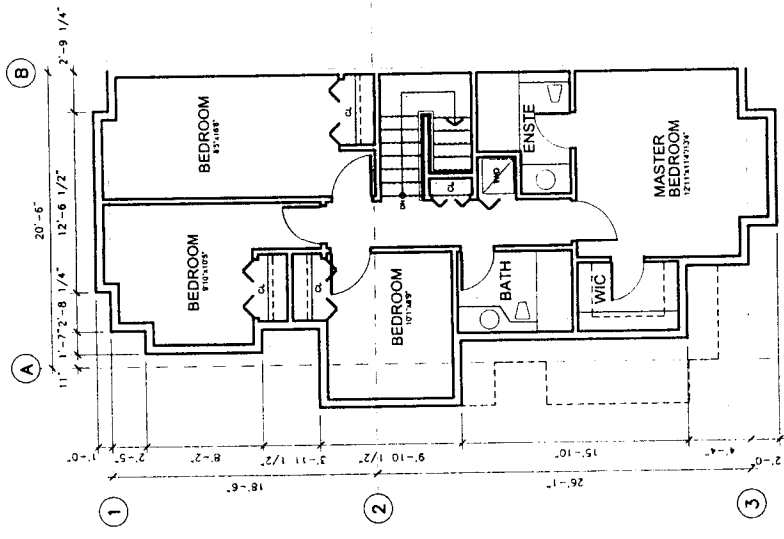 B
2'-9 1/4"
20'-6"
12'-6 1/2"
2'-8 1/4"
1'-7"
11"
A
1
2
3
1'-0"
2'-5"
8'-2"
3'-11 1/2"
9-10 1/2"
15'-10"
4'-4"
2'-0"
18'-6"
26'-1"
BEDROOM
CL
BEDROOM
CL
CL
BEDROOM
DN
CL
W/D
ENSTE
BATH
WIC
MASTER
BEDROOM